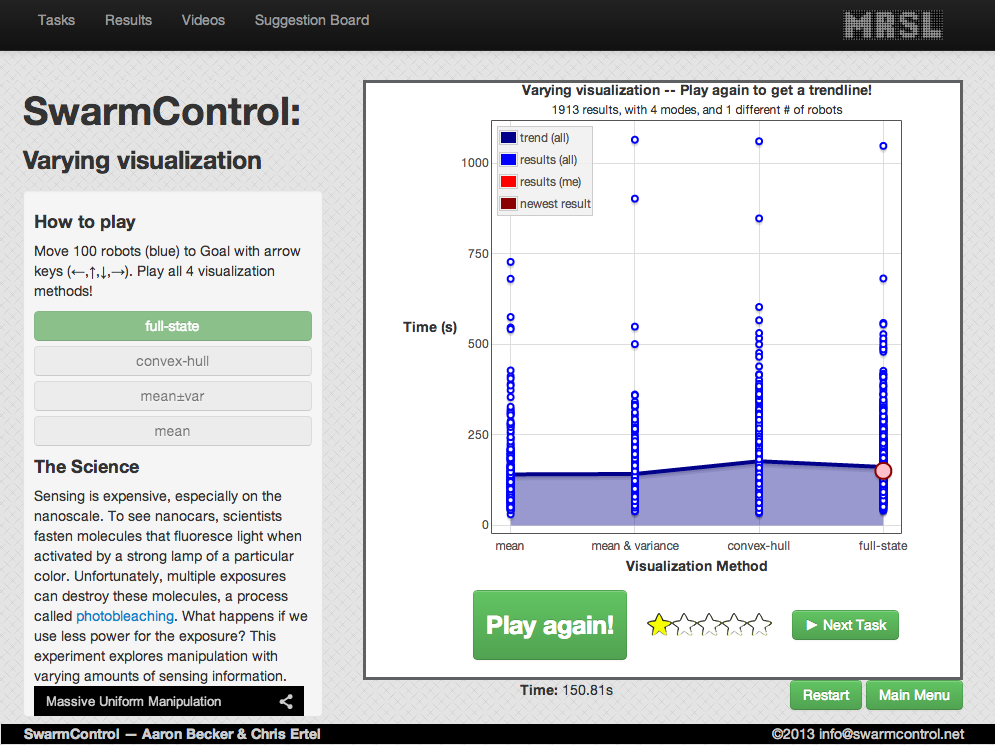 Tasks Results Videos Suggestion Board
MRSL
SwarmControl:
Varying visualization
How to play
Move 100 robots (blue) to Goal with arrow
keys (←,↑,↓,→). Play all 4 visualization
methods!
full-state
convex-hull
mean±var
mean
The Science
Sensing is expensive, especially on the
nanoscale. To see nanocars, scientists
fasten molecules that fluoresce light when
activated by a strong lamp of a particular
color. Unfortunately, multiple exposures
can destroy these molecules, a process
called photobleaching. What happens if we
use less power for the exposure? This
experiment explores manipulation with
varying amounts of sensing information.
Massive Uniform Manipulation
Varying visualization -- Play again to get a trendline!
1913 results, with 4 modes, and 1 different # of robots
trend (all)
results (all)
results (me)
newest result
1000
750
Time (s)
500
250
0
mean mean & variance convex-hull full-state
Visualization Method
Play again!
Next Task
Time: 150.81s
Restart Main Menu
SwarmControl — Aaron Becker & Chris Ertel ©2013 info@swarmcontrol.net